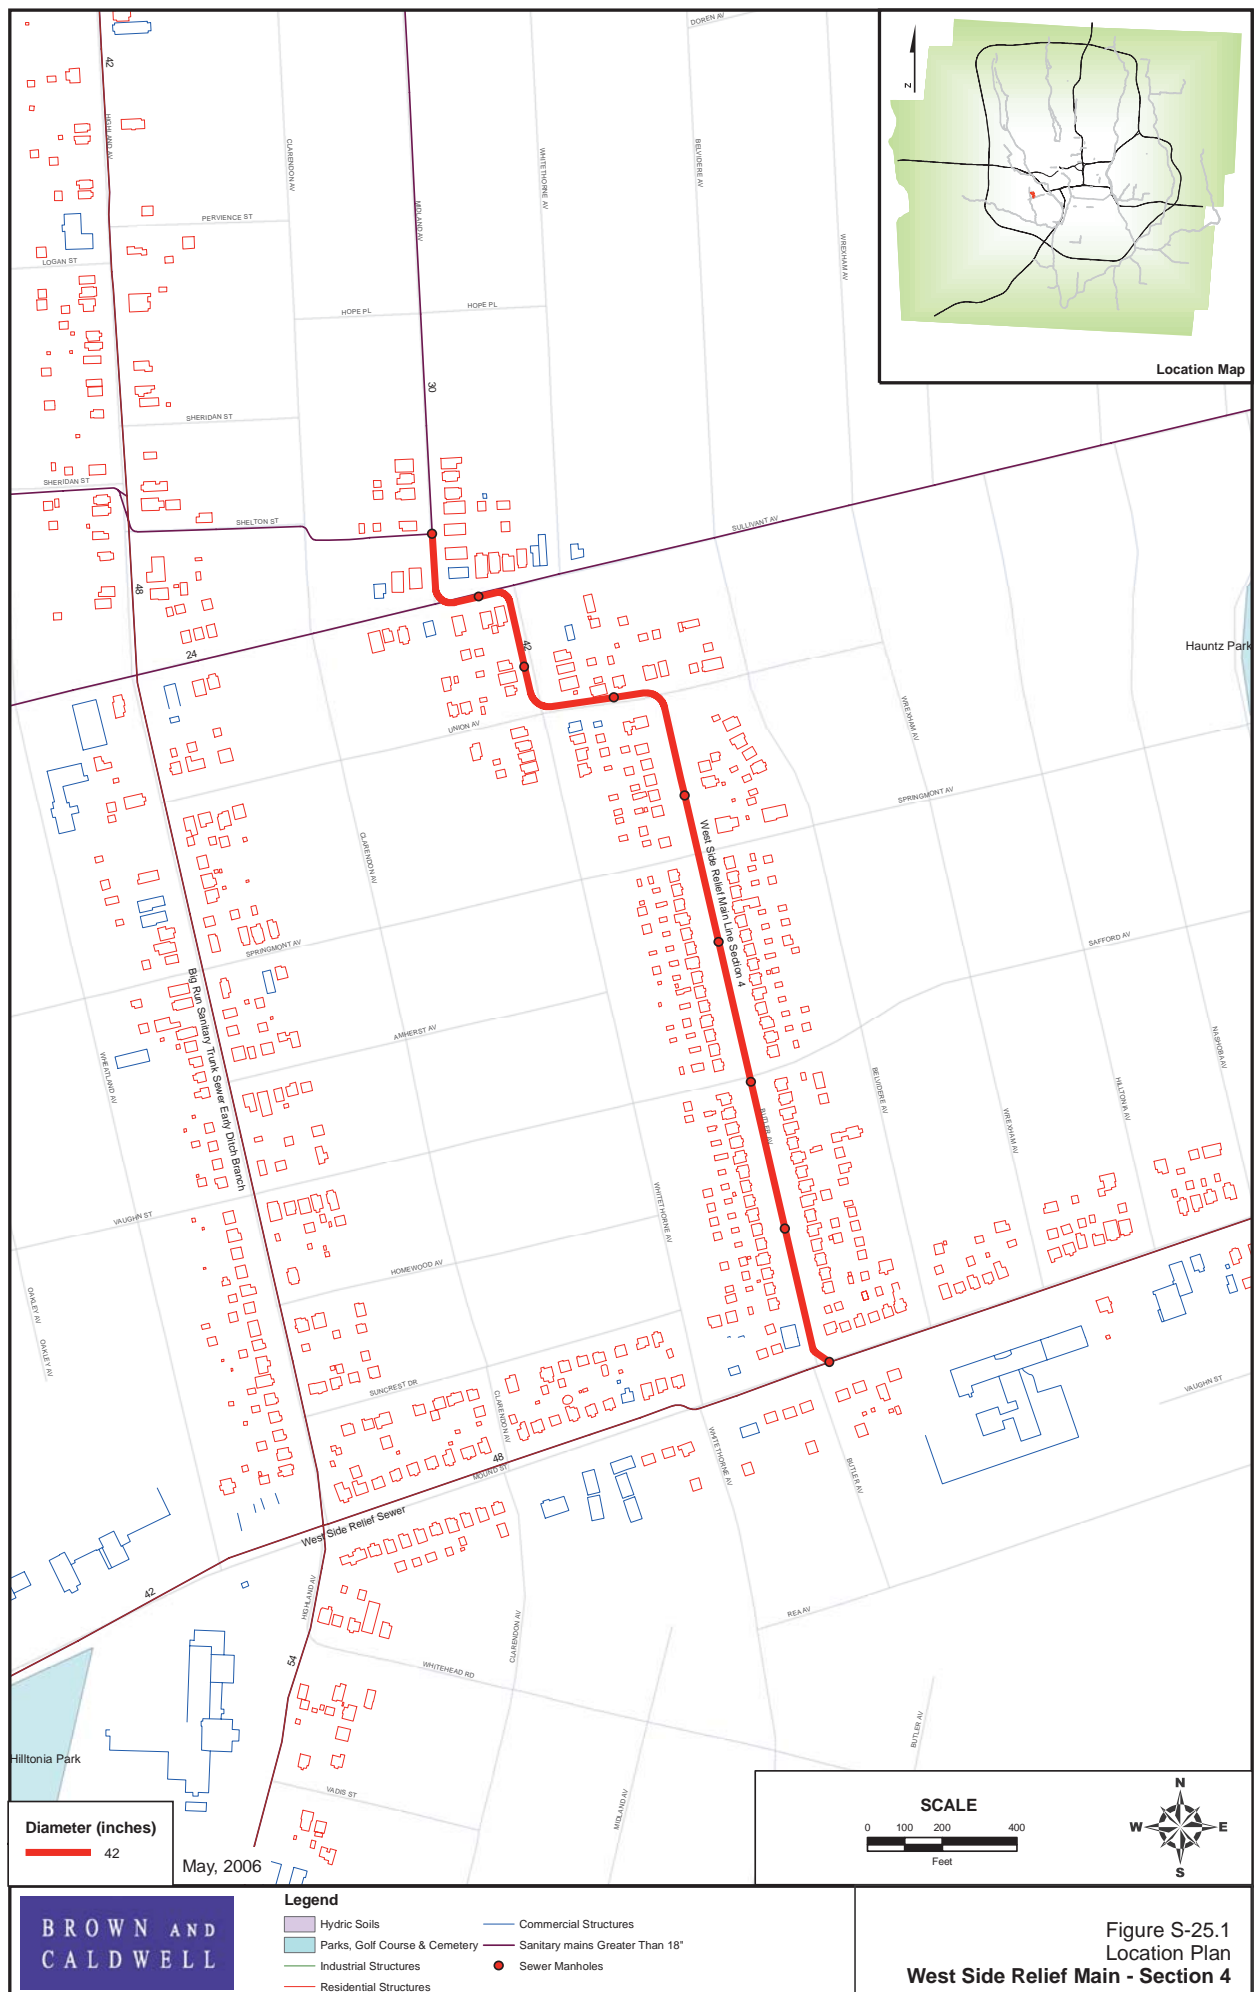 DOREN AV
N
Location Map
42
HIGHLAND AV
CLARENDON AV
MIDLAND AV
WHITETHORNE AV
BELVIDERE AV
WREXHAM AV
PERVIENCE ST
LOGAN ST
HOPE PL
HOPE PL
30
SHERIDAN ST
SHERIDAN ST
SHELTON ST
SULLIVANT AV
48
24
42
Hauntz Park
UNION AV
WREXHAM AV
SPRINGMONT AV
CLARENDON AV
West Side Relief Main Line Section 4
SPRINGMONT AV
SAFFORD AV
Big Run Sanitary Trunk Sewer Early Ditch Branch
AMHERST AV
WHEATLAND AV
NASHOBA AV
BELVIDERE AV
HILLTONIA AV
WREXHAM AV
BUTLER AV
WHITETHORNE AV
VAUGHN ST
HOMEWOOD AV
OAKLEY AV
OAKLEY AV
SUNCREST DR
CLARENDON AV
VAUGHN ST
48
MOUND ST
WHITETHORNE AV
BUTLER AV
West Side Relief Sewer
42
HIGHLAND AV
CLARENDON AV
REA AV
54
WHITEHEAD RD
BUTLER AV
Hilltonia Park
VADIS ST
MIDLAND AV
Diameter (inches)
42
May, 2006
SCALE
0 100 200 400
Feet
N
W E
S
BROWN AND
CALDWELL
Legend
Hydric Soils
Parks, Golf Course & Cemetery
Industrial Structures
Residential Structures
Commercial Structures
Sanitary mains Greater Than 18"
Sewer Manholes
Figure S-25.1
Location Plan
West Side Relief Main - Section 4